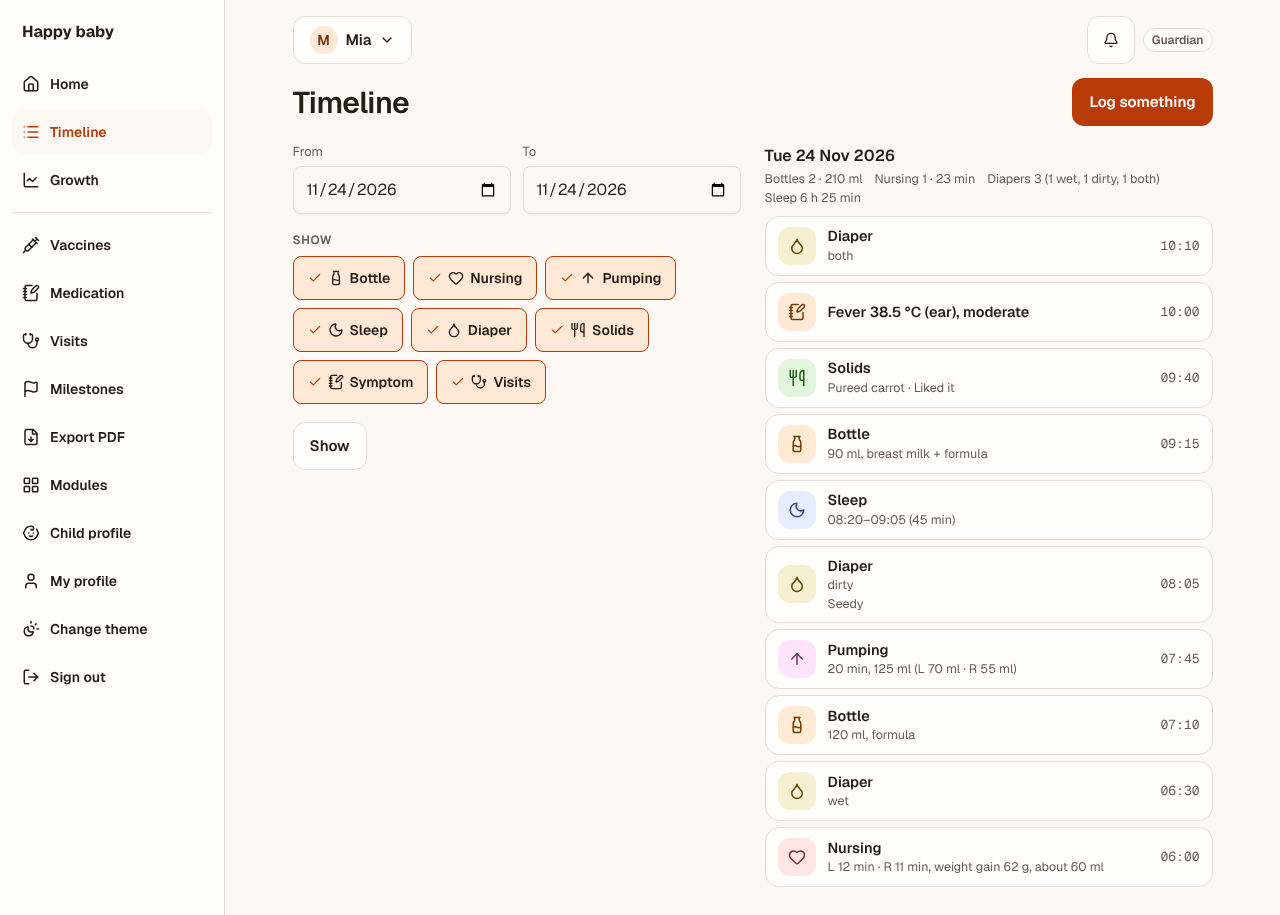 Happy baby
Home
Timeline
Growth
Vaccines
Medication
Visits
Milestones
Export PDF
Modules
Child profile
My profile
Change theme
Sign out
M Mia
Guardian
Timeline
Log something
From
To
11/24/2026
11/24/2026
SHOW
Bottle
Nursing
Pumping
Sleep
Diaper
Solids
Symptom
Visits
Show
Tue 24 Nov 2026
Bottles 2 · 210 ml Nursing 1 · 23 min Diapers 3 (1 wet, 1 dirty, 1 both)
Sleep 6 h 25 min
Diaper
both
10:10
Fever 38.5 °C (ear), moderate
10:00
Solids
Pureed carrot · Liked it
09:40
Bottle
90 ml, breast milk + formula
09:15
Sleep
08:20–09:05 (45 min)
Diaper
dirty
Seedy
08:05
Pumping
20 min, 125 ml (L 70 ml · R 55 ml)
07:45
Bottle
120 ml, formula
07:10
Diaper
wet
06:30
Nursing
L 12 min · R 11 min, weight gain 62 g, about 60 ml
06:00